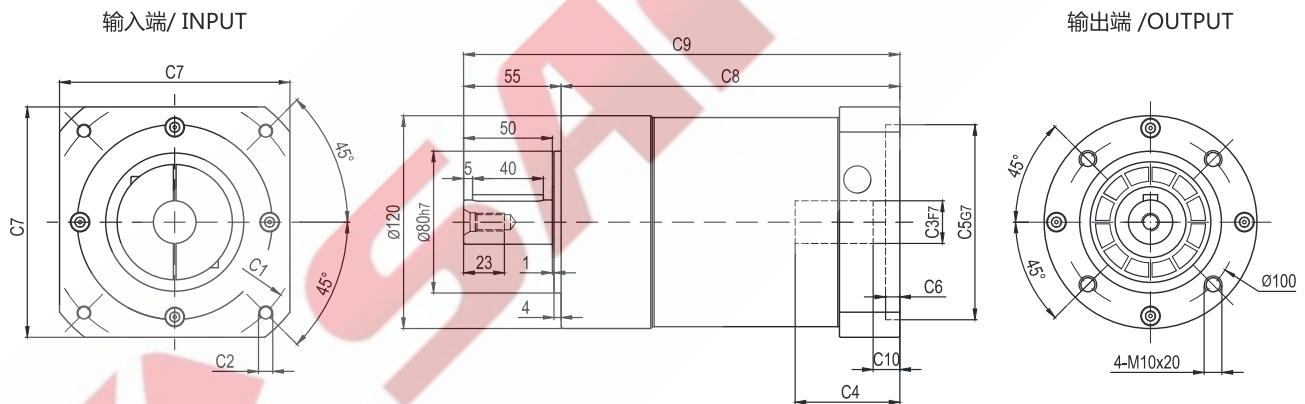 输入端/ INPUT
输出端 /OUTPUT
C7
C7
45°
45°
C1
C2
C9
55
C8
50
5
40
Ø120
Ø80h7
23
1
4
C3F7
C5G7
C6
C10
C4
45°
45°
Ø100
4-M10x20